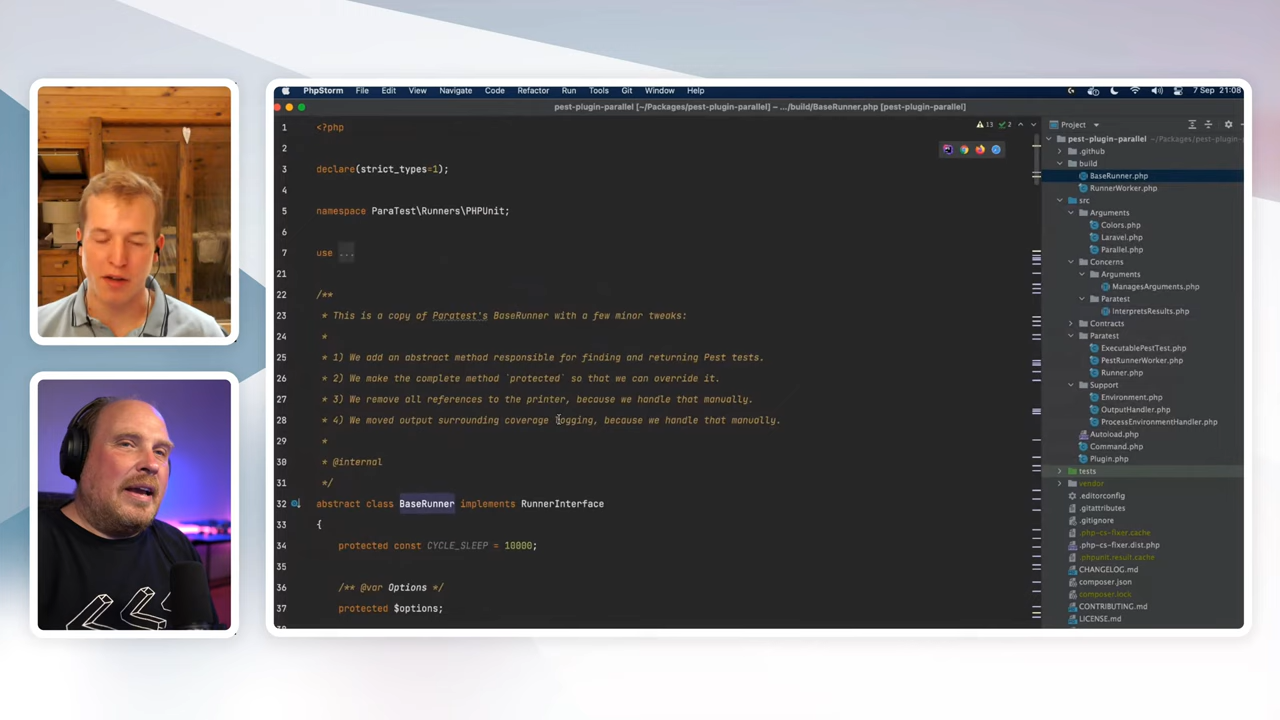 PhpStorm File Edit View Navigate Code Refactor Run Tools Git Window Help 7 Sep 21:08
pest-plugin-parallel [~/Packages/pest-plugin-parallel] – .../build/BaseRunner.php [pest-plugin-parallel]
1 <?php
2
3 declare(strict_types=1);
4
5 namespace ParaTest\Runners\PHPUnit;
6
7 use ...
21
22 /**
23 * This is a copy of Paratest's BaseRunner with a few minor tweaks:
24 *
25 * 1) We add an abstract method responsible for finding and returning Pest tests.
26 * 2) We make the complete method `protected` so that we can override it.
27 * 3) We remove all references to the printer, because we handle that manually.
28 * 4) We moved output surrounding coverage logging, because we handle that manually.
29 *
30 * @internal
31 */
32 abstract class BaseRunner implements RunnerInterface
33 {
34 protected const CYCLE_SLEEP = 10000;
35
36 /** @var Options */
37 protected $options;
13 2
Project
pest-plugin-parallel ~/Packages/pest-plugin-
.github
build
BaseRunner.php
RunnerWorker.php
src
Arguments
Colors.php
Laravel.php
Parallel.php
Concerns
Arguments
ManagesArguments.php
Paratest
InterpretsResults.php
Contracts
Paratest
ExecutablePestTest.php
PestRunnerWorker.php
Runner.php
Support
Environment.php
OutputHandler.php
ProcessEnvironmentHandler.php
Autoload.php
Command.php
Plugin.php
tests
vendor
.editorconfig
.gitattributes
.gitignore
.php-cs-fixer.cache
.php-cs-fixer.dist.php
.phpunit.result.cache
CHANGELOG.md
composer.json
composer.lock
CONTRIBUTING.md
LICENSE.md